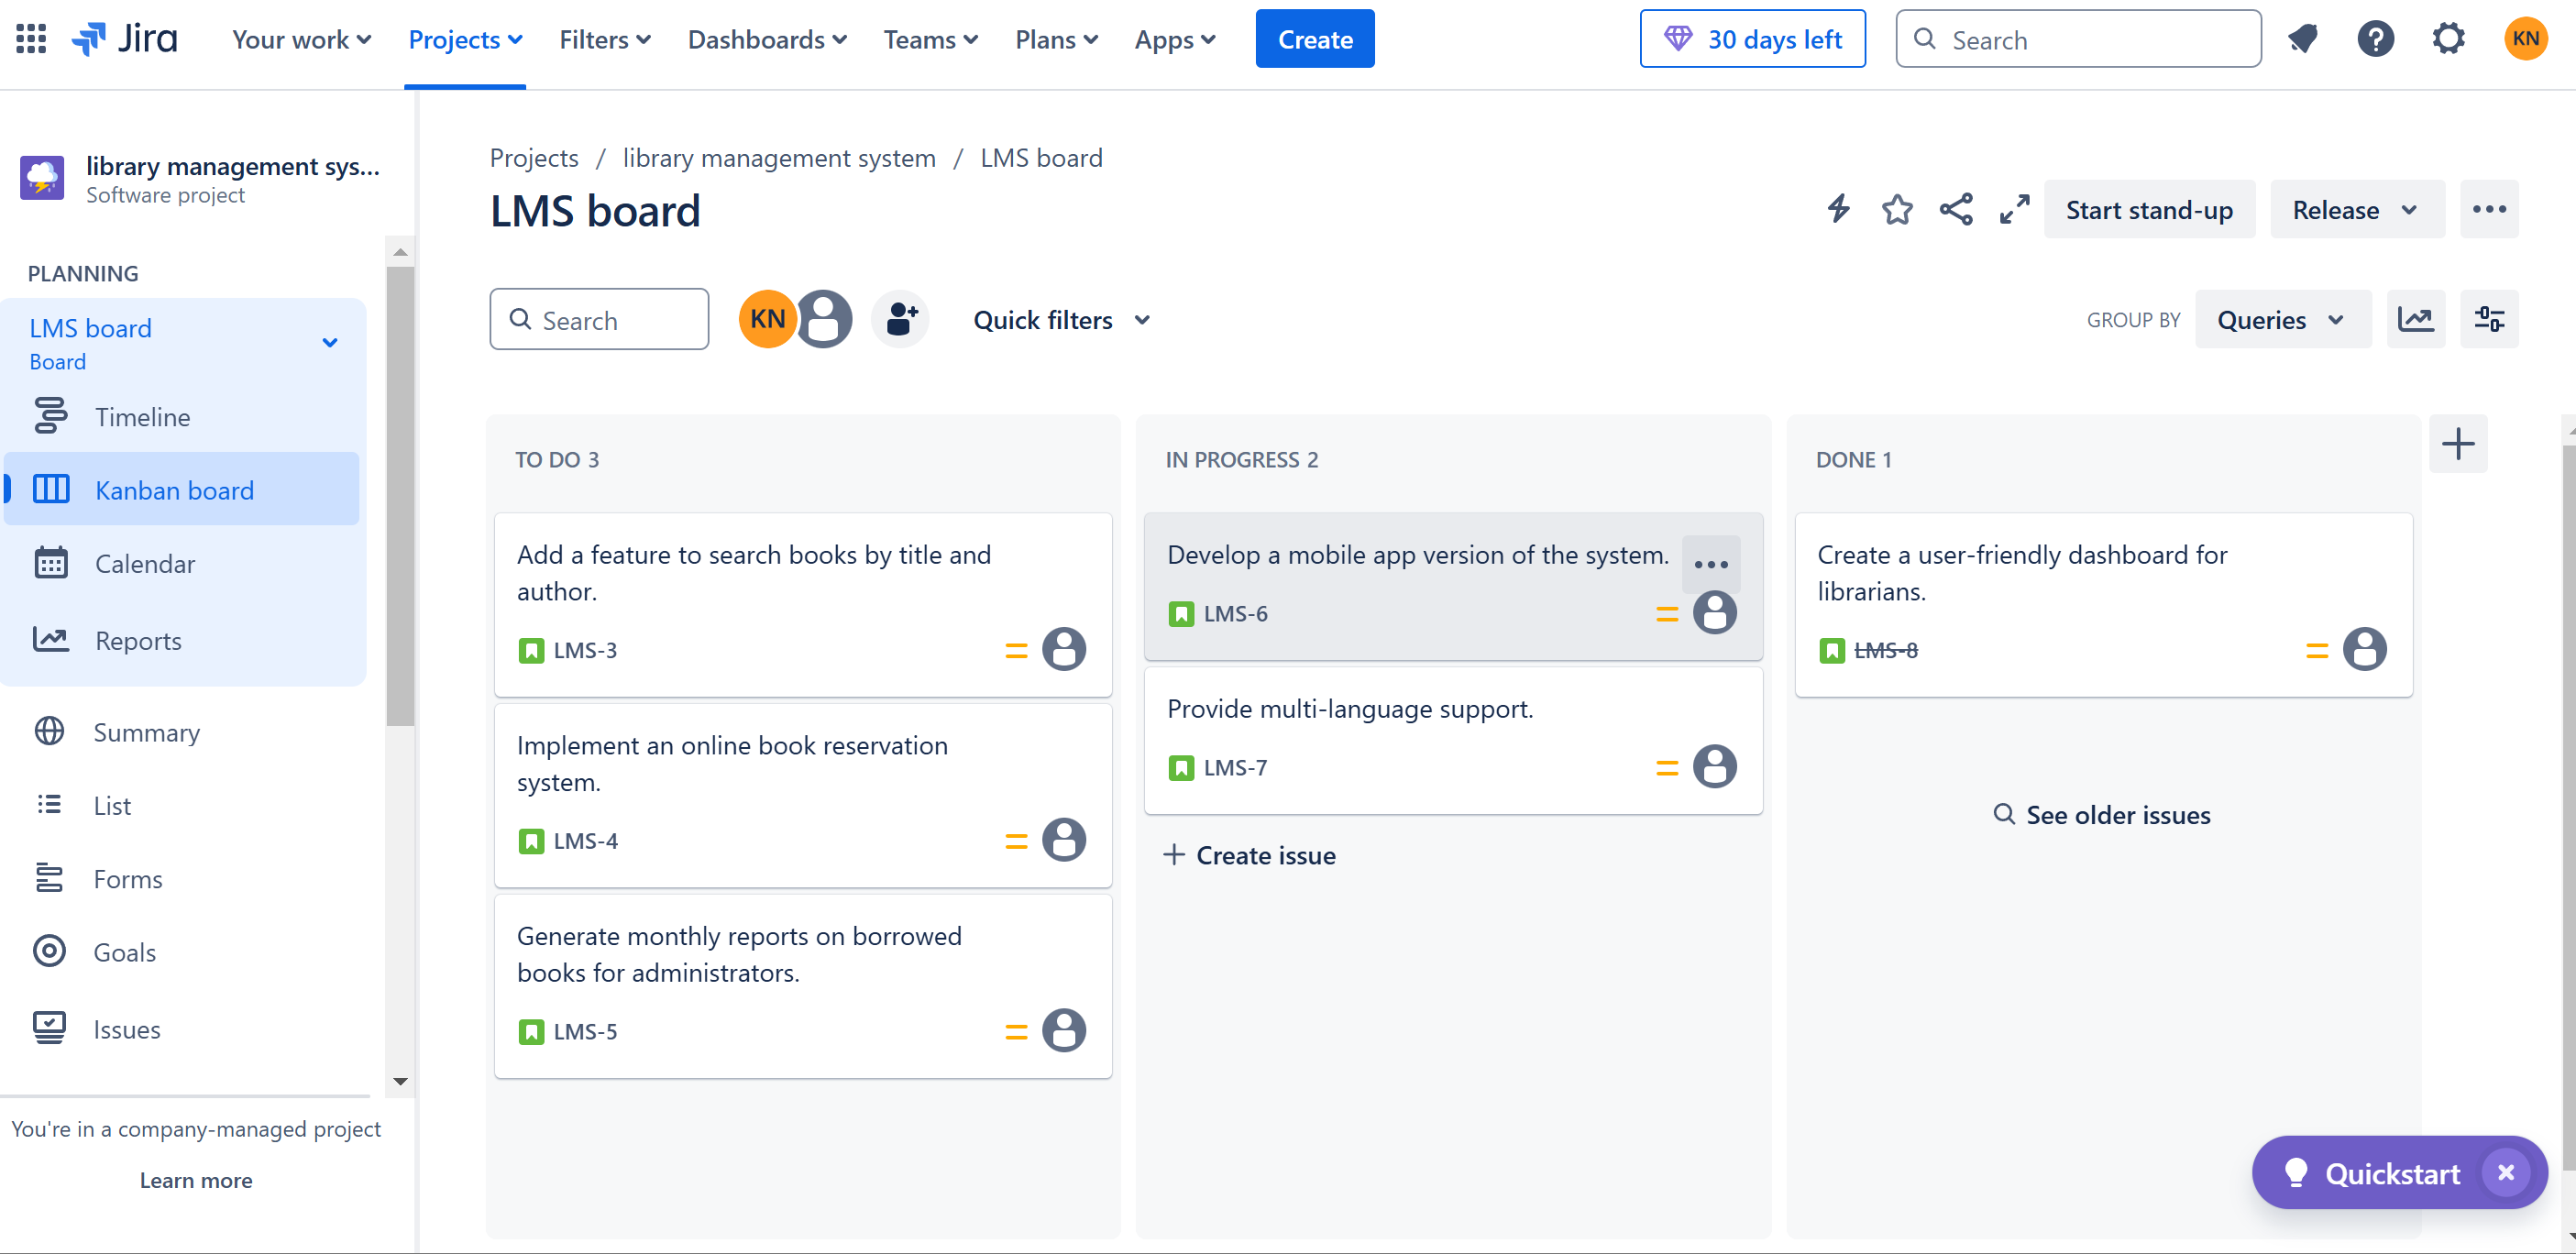 Jira
Your work
Projects
Filters
Dashboards
Teams
Plans
Apps
Create
30 days left
Search
KN
library management sys...
Software project
PLANNING
LMS board
Board
Timeline
Kanban board
Calendar
Reports
Summary
List
Forms
Goals
Issues
You're in a company-managed project
Learn more
Projects / library management system / LMS board
LMS board
Start stand-up
Release
Search
KN
Quick filters
GROUP BY
Queries
TO DO 3
Add a feature to search books by title and
author.
LMS-3
Implement an online book reservation
system.
LMS-4
Generate monthly reports on borrowed
books for administrators.
LMS-5
IN PROGRESS 2
Develop a mobile app version of the system.
LMS-6
Provide multi-language support.
LMS-7
Create issue
DONE 1
Create a user-friendly dashboard for
librarians.
LMS-8
See older issues
Quickstart